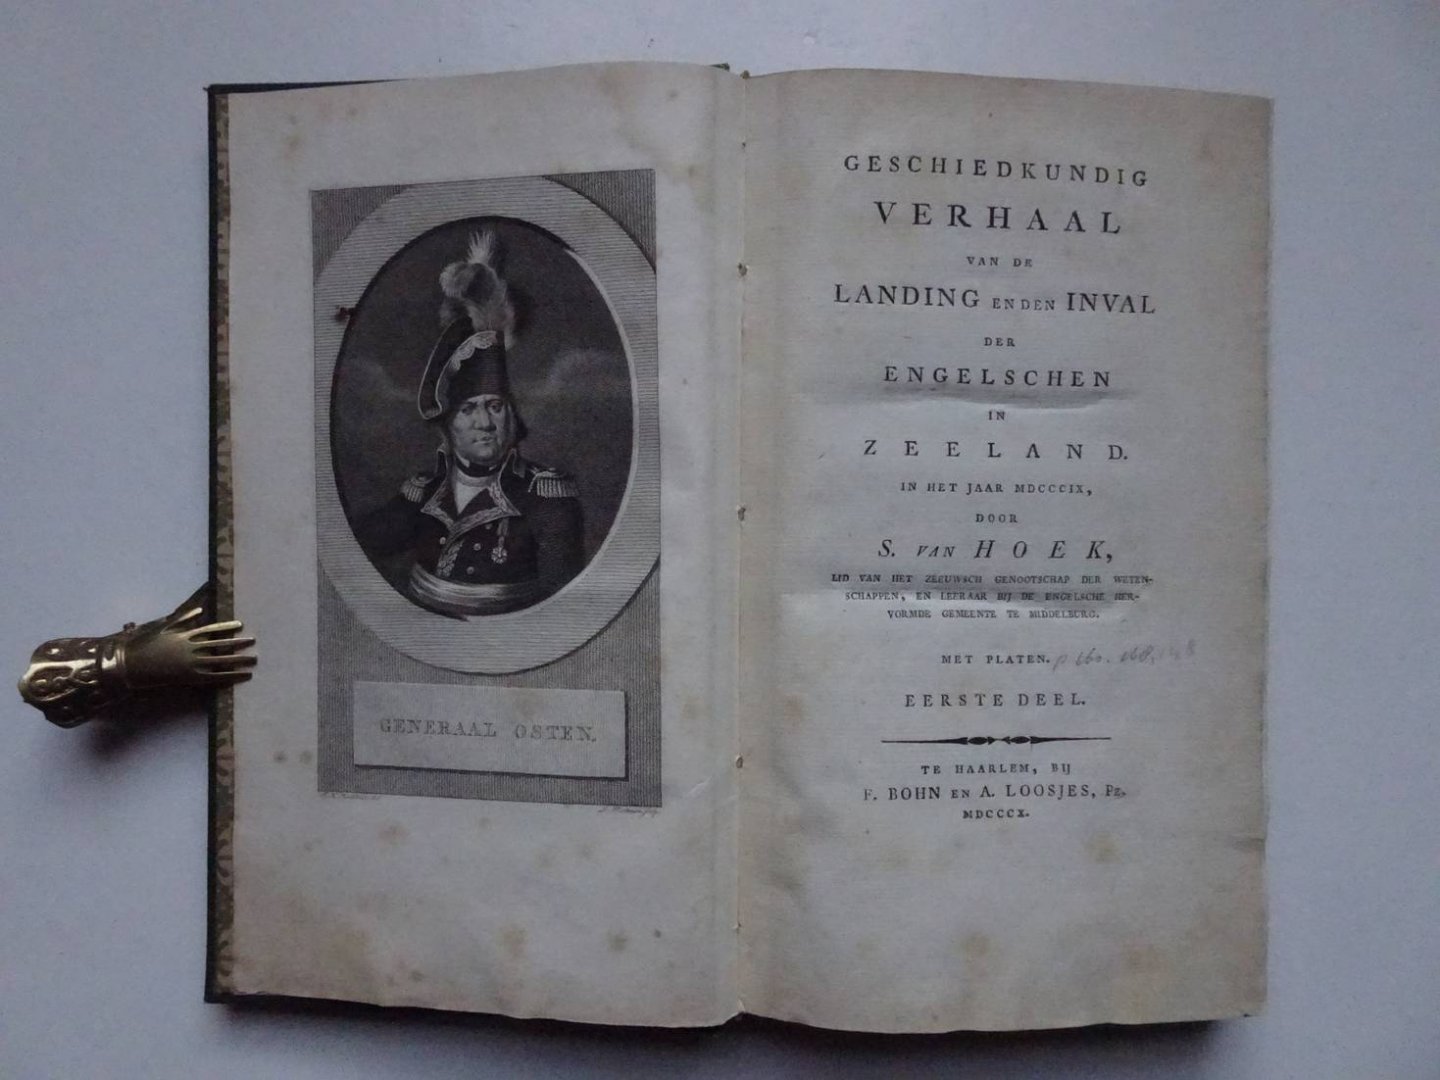 GENERAAL OSTEN.
GESCHIEDKUNDIG
VERHAAL
VAN DE
LANDING EN DEN INVAL
DER
ENGELSCHEN
IN
ZEELAND.
IN HET JAAR MDCCCIX,
DOOR
S. VAN HOEK,
LID VAN HET ZEEUWSCH GENOOTSCHAP DER WETEN-
SCHAPPEN, EN LEERAAR BIJ DE ENGELSCHE HER-
VORMDE GEMEENTE TE MIDDELBURG.
MET PLATEN.
EERSTE DEEL.
TE HAARLEM, BIJ
F. BOHN EN A. LOOSJES, Pz.
MDCCCX.